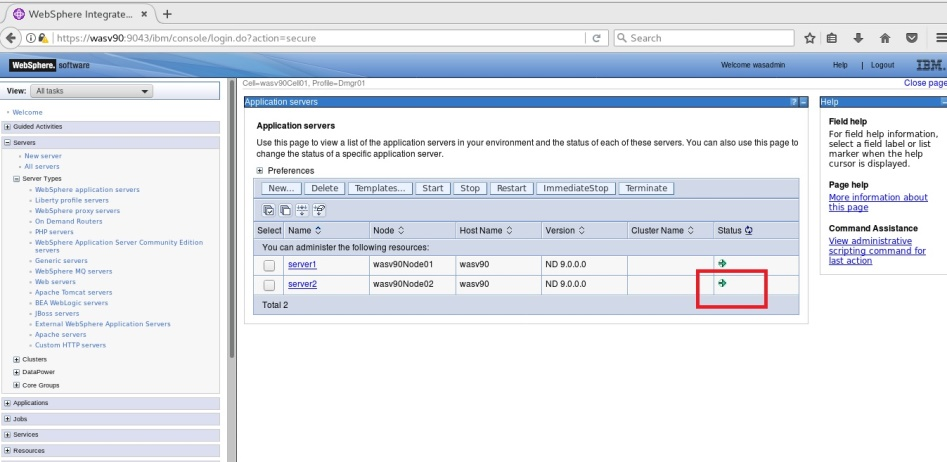 WebSphere Integrate...
https://wasv90:9043/ibm/console/login.do?action=secure
Search
WebSphere. software
Welcome wasadmin
Help | Logout
IBM.
View: All tasks
Cell=wasv90Cell01, Profile=Dmgr01
Close page
Welcome
Guided Activities
Servers
New server
All servers
Server Types
WebSphere application servers
Liberty profile servers
WebSphere proxy servers
On Demand Routers
PHP servers
WebSphere Application Server Community Edition
servers
Generic servers
WebSphere MQ servers
Web servers
Apache Tomcat servers
BEA WebLogic servers
JBoss servers
External WebSphere Application Servers
Apache servers
Custom HTTP servers
Clusters
DataPower
Core Groups
Applications
Jobs
Services
Resources
Application servers
Application servers
Use this page to view a list of the application servers in your environment and the status of each of these servers. You can also use this page to
change the status of a specific application server.
Preferences
New... Delete Templates... Start Stop Restart ImmediateStop Terminate
Select Name Node Host Name Version Cluster Name Status
You can administer the following resources:
server1 wasv90Node01 wasv90 ND 9.0.0.0
server2 wasv90Node02 wasv90 ND 9.0.0.0
Total 2
Help
Field help
For field help information,
select a field label or list
marker when the help
cursor is displayed.
Page help
More information about
this page
Command Assistance
View administrative
scripting command for
last action